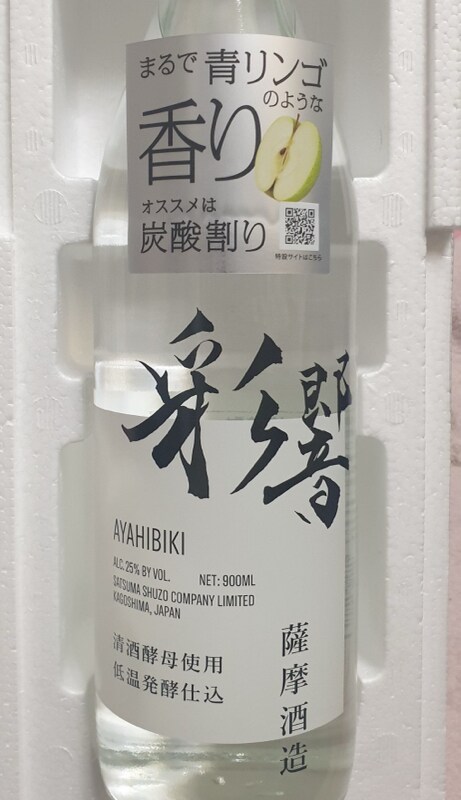 まるで青リンゴ
のような
香り
オススメは
炭酸割り
特設サイトはこちら
彩響
AYAHIBIKI
ALC. 25% BY VOL. NET: 900ML
SATSUMA SHUZO COMPANY LIMITED
KAGOSHIMA, JAPAN
清酒酵母使用
低温発酵仕込
薩摩酒造